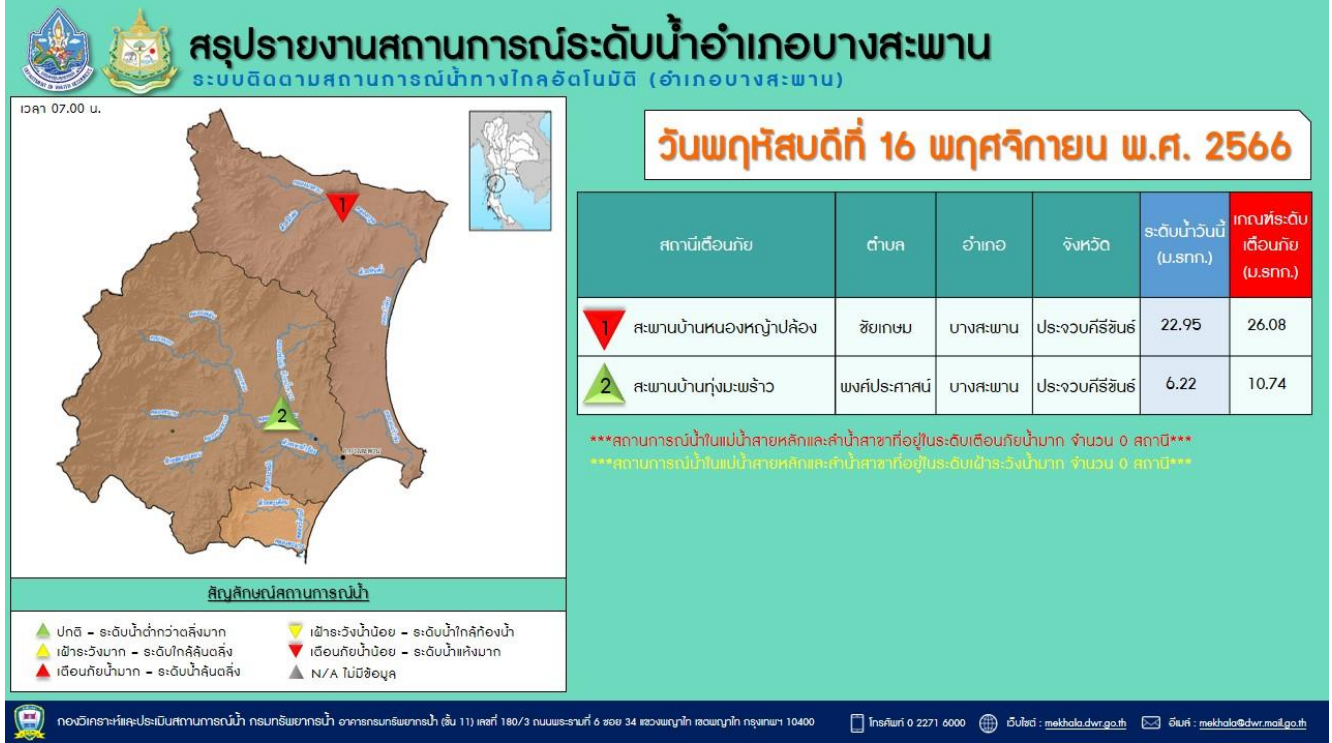 สรุปรายงานสถานการณ์ระดับน้ำอำเภอบางสะพาน
ระบบติดตามสถานการณ์น้ำทางไกลอัตโนมัติ (อำเภอบางสะพาน)
เวลา 07.00 น.
1
2
วันพฤหัสบดีที่ 16 พฤศจิกายน พ.ศ. 2566
สถานีเตือนภัย ตำบล อำเภอ จังหวัด ระดับน้ำวันนี้ (ม.รทก.) เกณฑ์ระดับเตือนภัย (ม.รทก.)
1 สะพานบ้านหนองหญ้าปล้อง ชัยเกษม บางสะพาน ประจวบคีรีขันธ์ 22.95 26.08
2 สะพานบ้านทุ่งมะพร้าว พงศ์ประศาสน์ บางสะพาน ประจวบคีรีขันธ์ 6.22 10.74
***สถานการณ์น้ำในแม่น้ำสายหลักและลำน้ำสาขาที่อยู่ในระดับเตือนภัยน้ำมาก จำนวน 0 สถานี***
***สถานการณ์น้ำในแม่น้ำสายหลักและลำน้ำสาขาที่อยู่ในระดับเฝ้าระวังน้ำมาก จำนวน 0 สถานี***
สัญลักษณ์สถานการณ์น้ำ
ปกติ - ระดับน้ำต่ำกว่าตลิ่งมาก
เฝ้าระวังมาก - ระดับใกล้ล้นตลิ่ง
เตือนภัยน้ำมาก - ระดับน้ำล้นตลิ่ง
เฝ้าระวังน้ำน้อย - ระดับน้ำใกล้ท้องน้ำ
เตือนภัยน้ำน้อย - ระดับน้ำแห้งมาก
N/A ไม่มีข้อมูล
กองวิเคราะห์และประเมินสถานการณ์น้ำ กรมทรัพยากรน้ำ อาคารกรมทรัพยากรน้ำ (ชั้น 11) เลขที่ 180/3 ถนนพระรามที่ 6 ซอย 34 แขวงพญาไท เขตพญาไท กรุงเทพฯ 10400 โทรศัพท์ 0 2271 6000 เว็บไซต์ : mekhala.dwr.go.th อีเมล์ : mekhala@dwr.mail.go.th